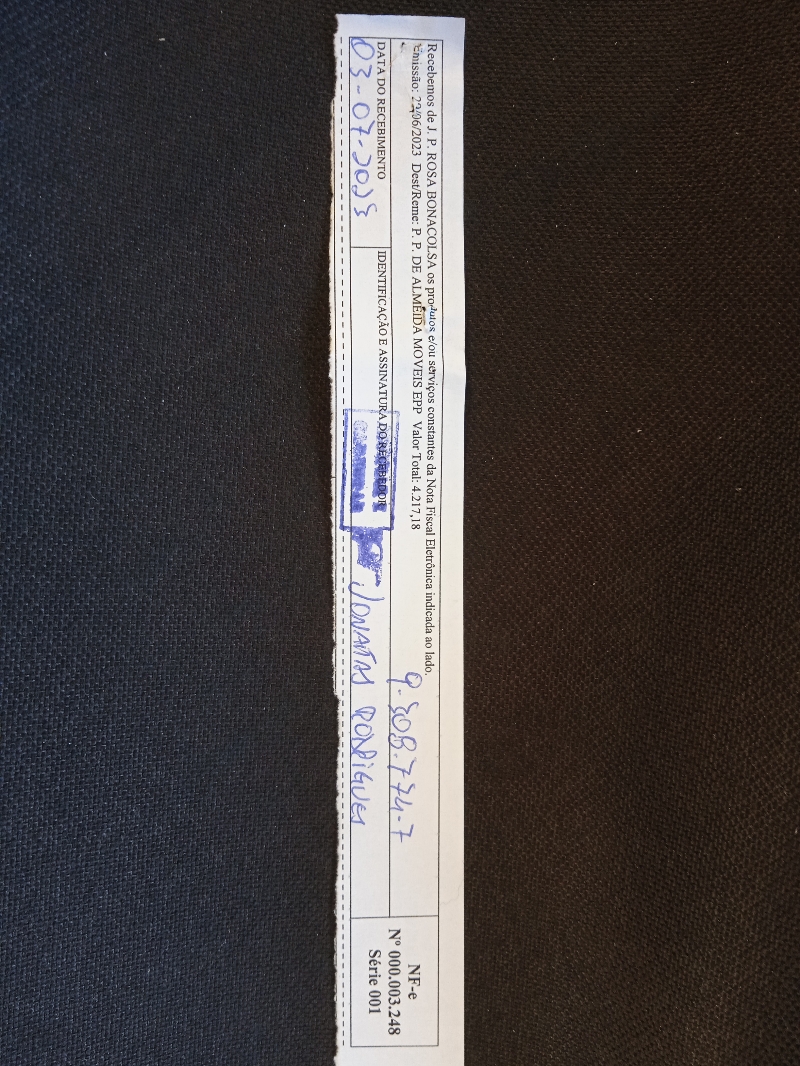 Recebemos de J. P. ROSA BONACOLSA os produtos e/ou serviços constantes da Nota Fiscal Eletrônica indicada ao lado.
Emissão: 29/06/2023 Dest/Reme: P. P. DE ALMEIDA MOVEIS EPP Valor Total: 4.217,18
9.308.774-7
DATA DO RECEBIMENTO
03-07-2023
IDENTIFICAÇÃO E ASSINATURA DO RECEBEDOR
JONATAS RODRIGUES
NF-e
Nº 000.003.248
Série 001